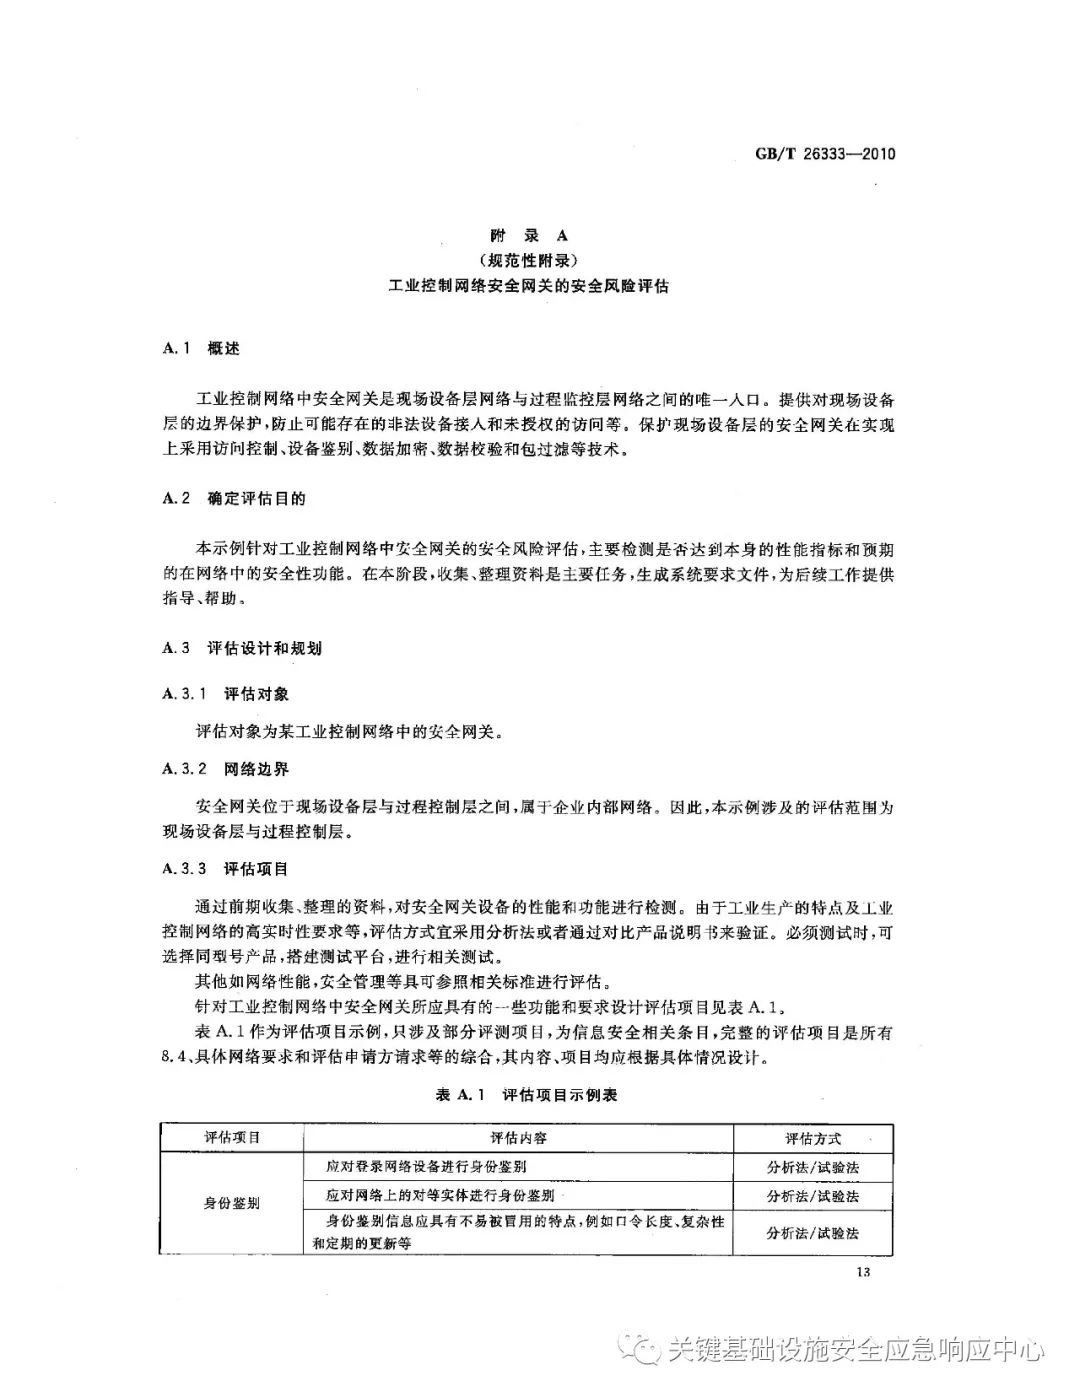 GB/T 26333—2010
附 录 A
（规范性附录）
工业控制网络安全网关的安全风险评估
A.1 概述
工业控制网络中安全网关是现场设备层网络与过程监控层网络之间的唯一入口。提供对现场设备
层的边界保护,防止可能存在的非法设备接入和未授权的访问等。保护现场设备层的安全网关在实现
上采用访问控制、设备鉴别、数据加密、数据校验和包过滤等技术。
A.2 确定评估目的
本示例针对工业控制网络中安全网关的安全风险评估,主要检测是否达到本身的性能指标和预期
的在网络中的安全性功能。在本阶段,收集、整理资料是主要任务,生成系统要求文件,为后续工作提供
指导、帮助。
A.3 评估设计和规划
A.3.1 评估对象
评估对象为某工业控制网络中的安全网关。
A.3.2 网络边界
安全网关位于现场设备层与过程控制层之间,属于企业内部网络。因此,本示例涉及的评估范围为
现场设备层与过程控制层。
A.3.3 评估项目
通过前期收集、整理的资料,对安全网关设备的性能和功能进行检测。由于工业生产的特点及工业
控制网络的高实时性要求等,评估方式宜采用分析法或者通过对比产品说明书来验证。必须测试时,可
选择同型号产品,搭建测试平台,进行相关测试。
其他如网络性能,安全管理等具可参照相关标准进行评估。
针对工业控制网络中安全网关所应具有的一些功能和要求设计评估项目见表 A.1。
表 A.1 作为评估项目示例,只涉及部分评测项目,为信息安全相关条目,完整的评估项目是所有
8.4、具体网络要求和评估申请方请求等的综合,其内容、项目均应根据具体情况设计。
表 A.1 评估项目示例表
评估项目 评估内容 评估方式
身份鉴别 应对登录网络设备进行身份鉴别 分析法/试验法
应对网络上的对等实体进行身份鉴别 分析法/试验法
身份鉴别信息应具有不易被冒用的特点,例如口令长度、复杂性
和定期的更新等 分析法/试验法
13
关键基础设施安全应急响应中心